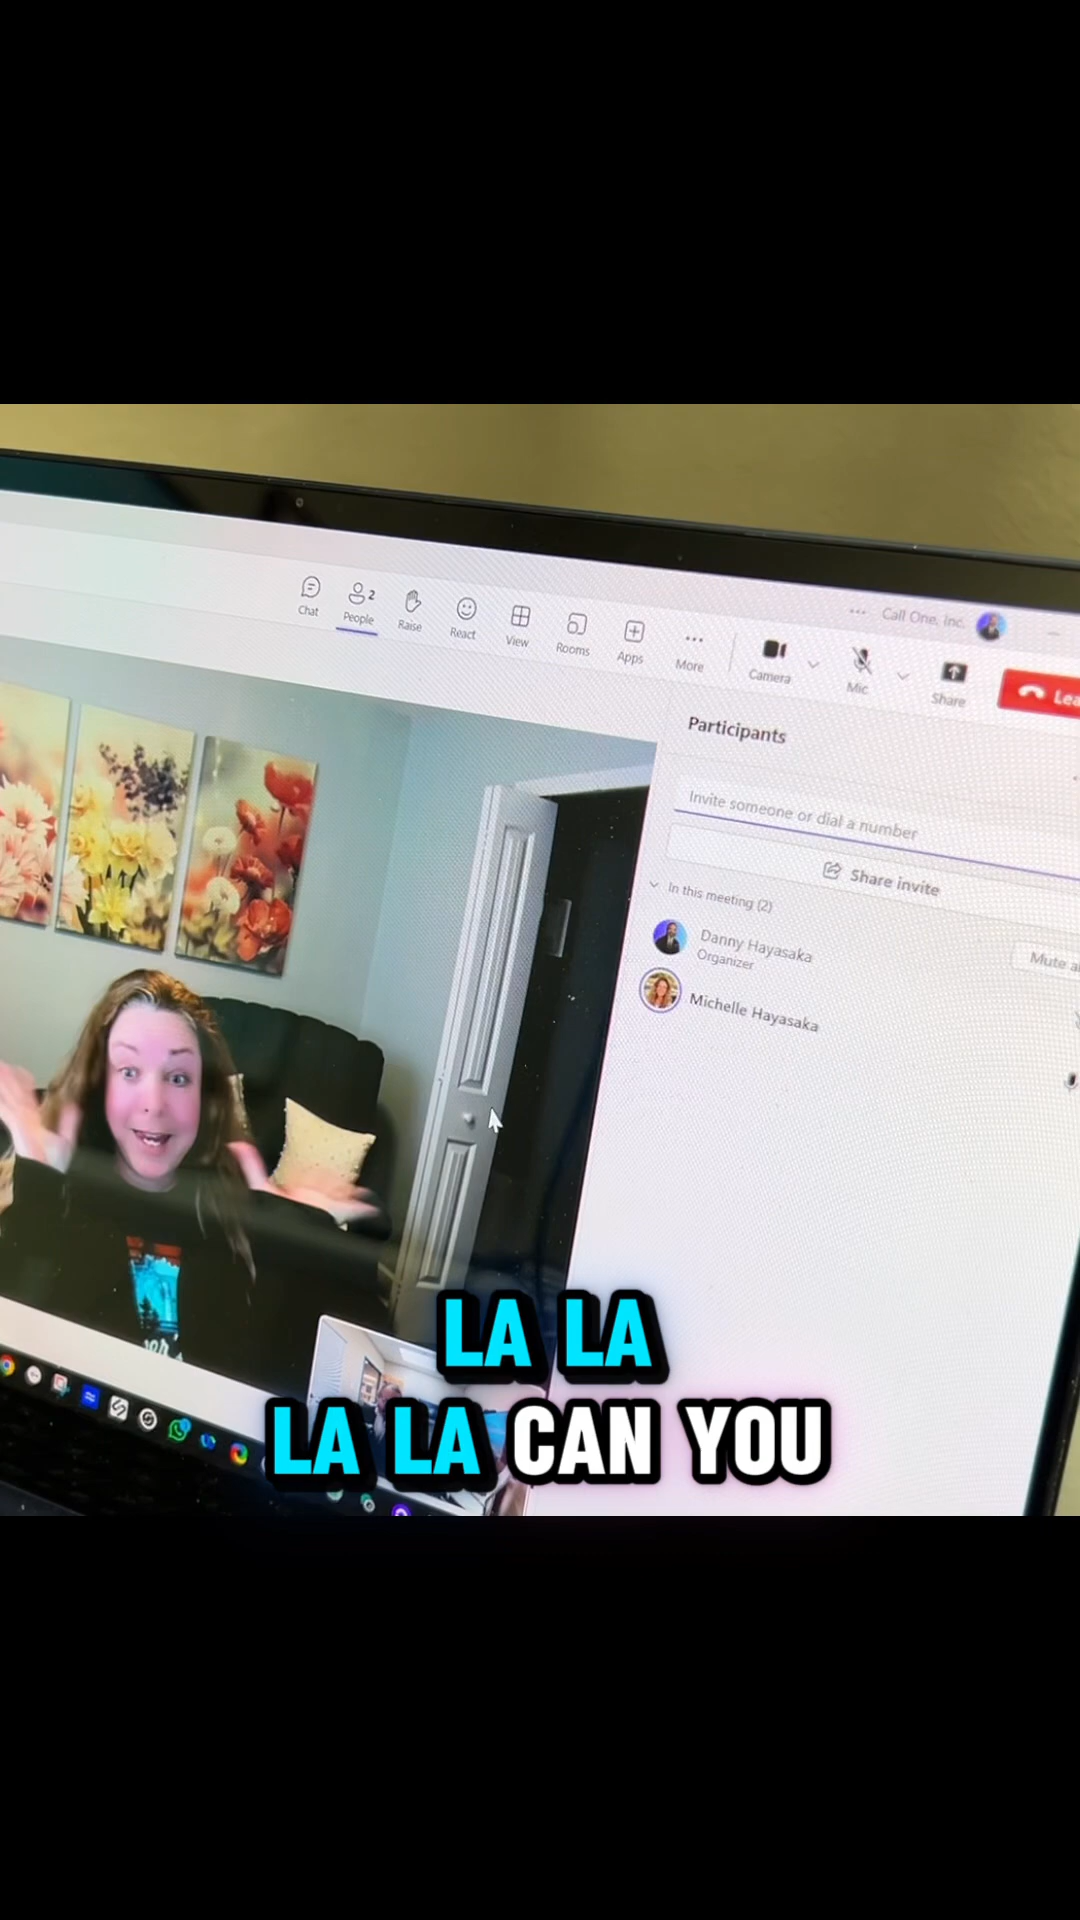 Call One, Inc.
Chat
People
2
Raise
React
View
Rooms
Apps
More
Camera
Mic
Share
Participants
Invite someone or dial a number
Share invite
In this meeting (2)
Danny Hayasaka
Organizer
Michelle Hayasaka
Mute
LA LA
LA LA CAN YOU